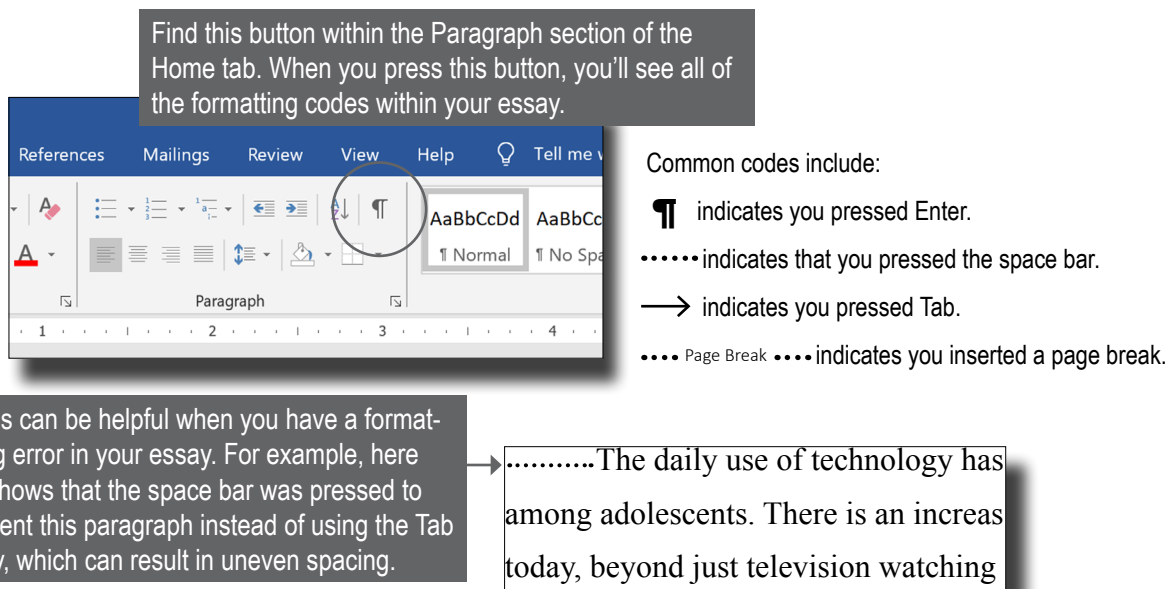 Find this button within the Paragraph section of the
Home tab. When you press this button, you'll see all of
the formatting codes within your essay.
References Mailings Review View Help Tell me
AaBbCcDd AaBbCc
¶ Normal ¶ No Spa
Paragraph
1 2 3 4
Common codes include:
¶ indicates you pressed Enter.
······ indicates that you pressed the space bar.
→ indicates you pressed Tab.
•••• Page Break •••• indicates you inserted a page break.
s can be helpful when you have a format-
g error in your essay. For example, here
hows that the space bar was pressed to
ent this paragraph instead of using the Tab
, which can result in uneven spacing.
...........The daily use of technology has
among adolescents. There is an increas
today, beyond just television watching